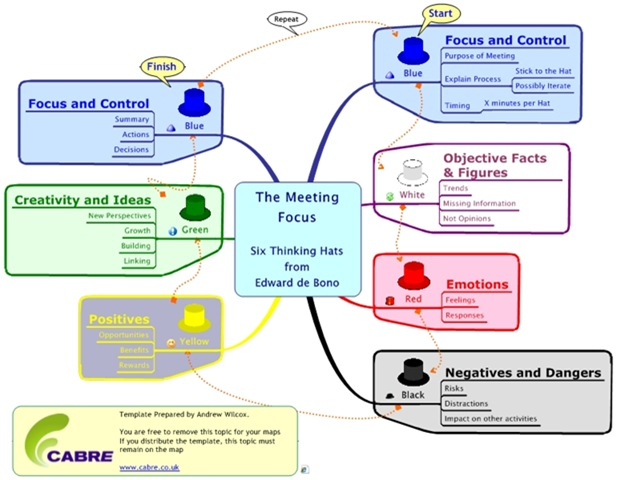 Start
Repeat
Finish
Focus and Control
Purpose of Meeting
Explain Process
Stick to the Hat
Possibly Iterate
Timing
X minutes per Hat
Blue
Focus and Control
Summary
Actions
Decisions
Blue
The Meeting
Focus
Six Thinking Hats
from
Edward de Bono
Objective Facts
& Figures
Trends
Missing Information
Not Opinions
White
Creativity and Ideas
New Perspectives
Growth
Building
Linking
Green
Emotions
Feelings
Responses
Red
Positives
Opportunities
Benefits
Rewards
Yellow
Negatives and Dangers
Risks
Distractions
Impact on other activities
Black
CABRE
Template Prepared by Andrew Wilcox.
You are free to remove this topic for your maps
If you distribute the template, this topic must
remain on the map
www.cabre.co.uk